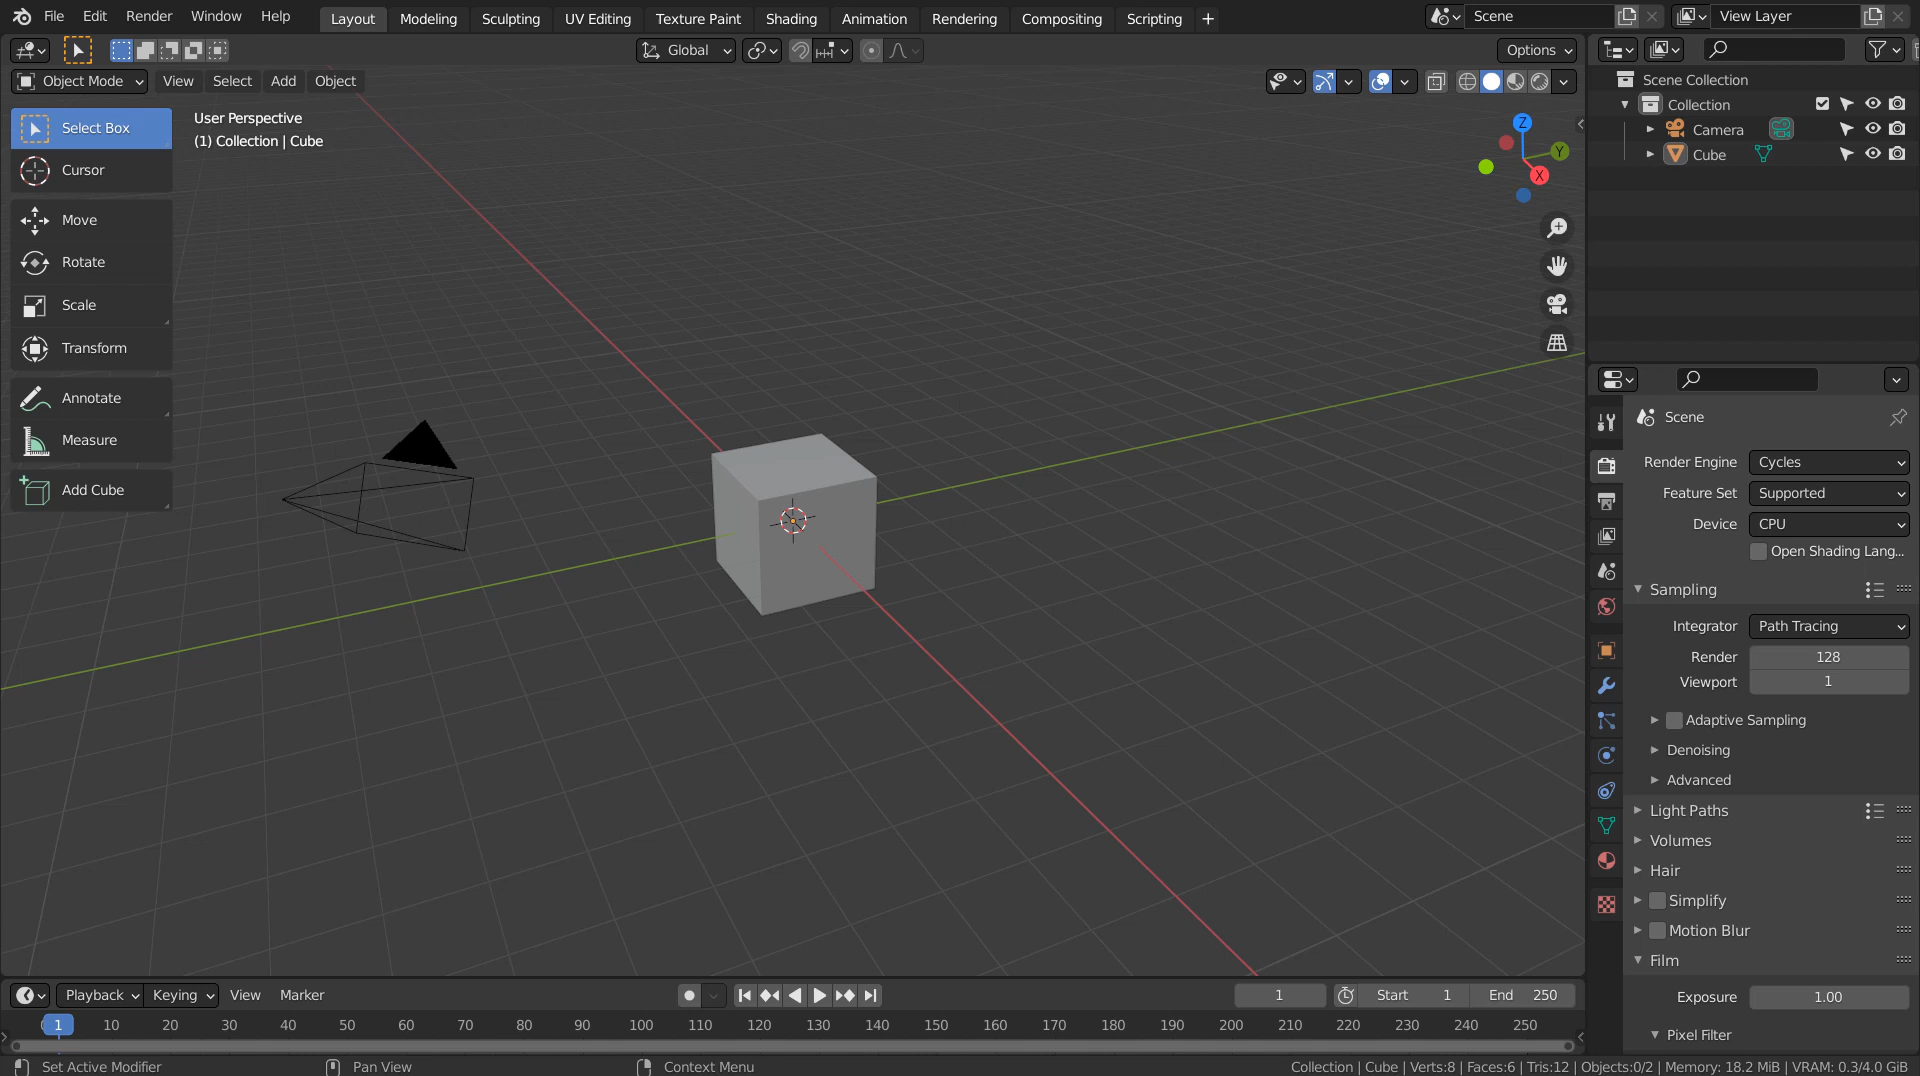 File Edit Render Window Help Layout Modeling Sculpting UV Editing Texture Paint Shading Animation Rendering Compositing Scripting + Scene View Layer
Global Options
Object Mode View Select Add Object
User Perspective
(1) Collection | Cube
Select Box
Cursor
Move
Rotate
Scale
Transform
Annotate
Measure
Add Cube
Z
Y
X
Scene Collection
Collection
Camera
Cube
Scene
Render Engine Cycles
Feature Set Supported
Device CPU
Open Shading Lang...
Sampling
Integrator Path Tracing
Render 128
Viewport 1
Adaptive Sampling
Denoising
Advanced
Light Paths
Volumes
Hair
Simplify
Motion Blur
Film
Exposure 1.00
Pixel Filter
Playback Keying View Marker 1 Start 1 End 250
1 10 20 30 40 50 60 70 80 90 100 110 120 130 140 150 160 170 180 190 200 210 220 230 240 250
Set Active Modifier Pan View Context Menu Collection | Cube | Verts:8 | Faces:6 | Tris:12 | Objects:0/2 | Memory: 18.2 MiB | VRAM: 0.3/4.0 GiB